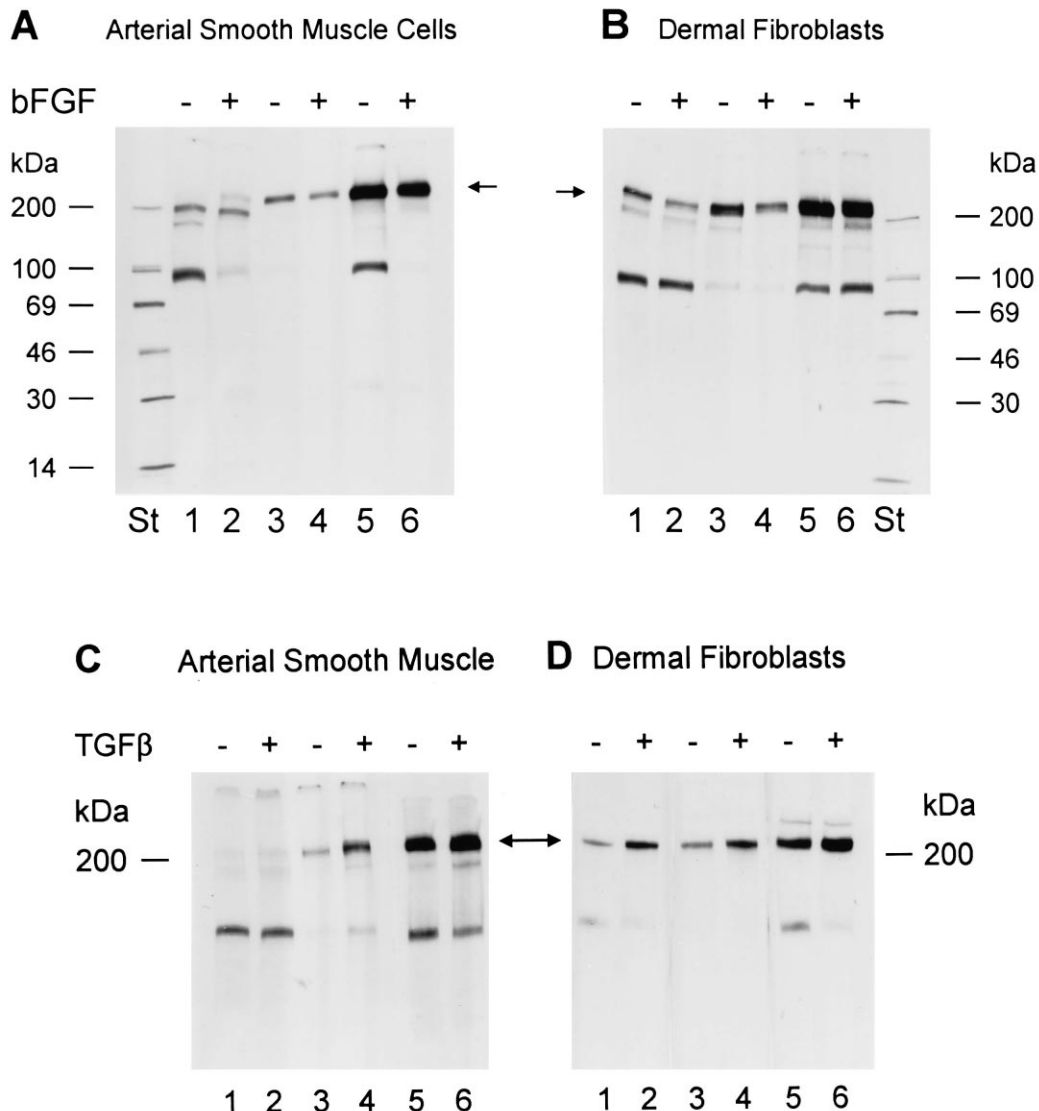 A Arterial Smooth Muscle Cells
B Dermal Fibroblasts
bFGF - + - + - +
- + - + - +
kDa
200
100
69
46
30
14
kDa
200
100
69
46
30
St 1 2 3 4 5 6
1 2 3 4 5 6 St
C Arterial Smooth Muscle
D Dermal Fibroblasts
TGFβ - + - + - +
- + - + - +
kDa
200
kDa
200
1 2 3 4 5 6
1 2 3 4 5 6